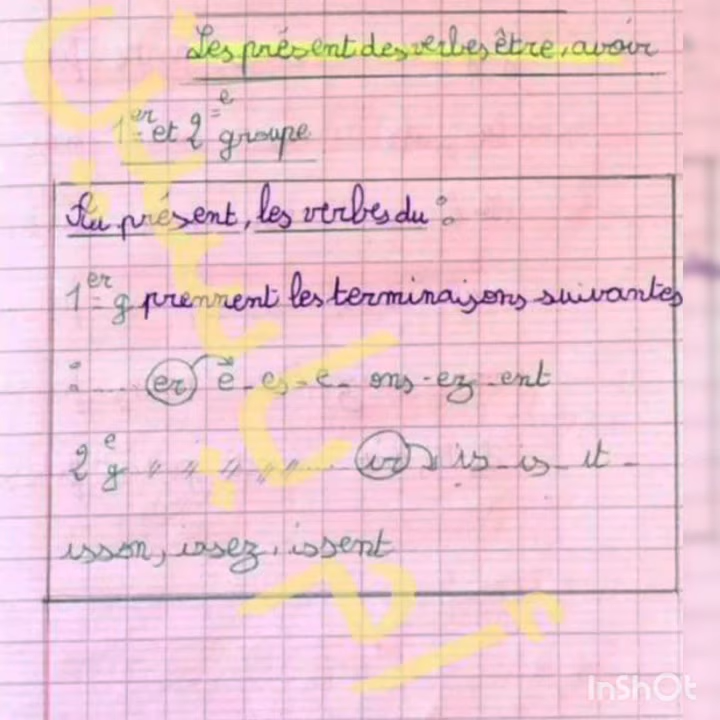 Les présent des verbes être, avoir
1er et 2e groupe
Au présent, les verbes du :
1er g prennent les terminaisons suivantes
: .... er → e - es - e - ons - ez - ent
2e g " " " " " .... ir → is - is - it -
isson, issez, issent
InShOt